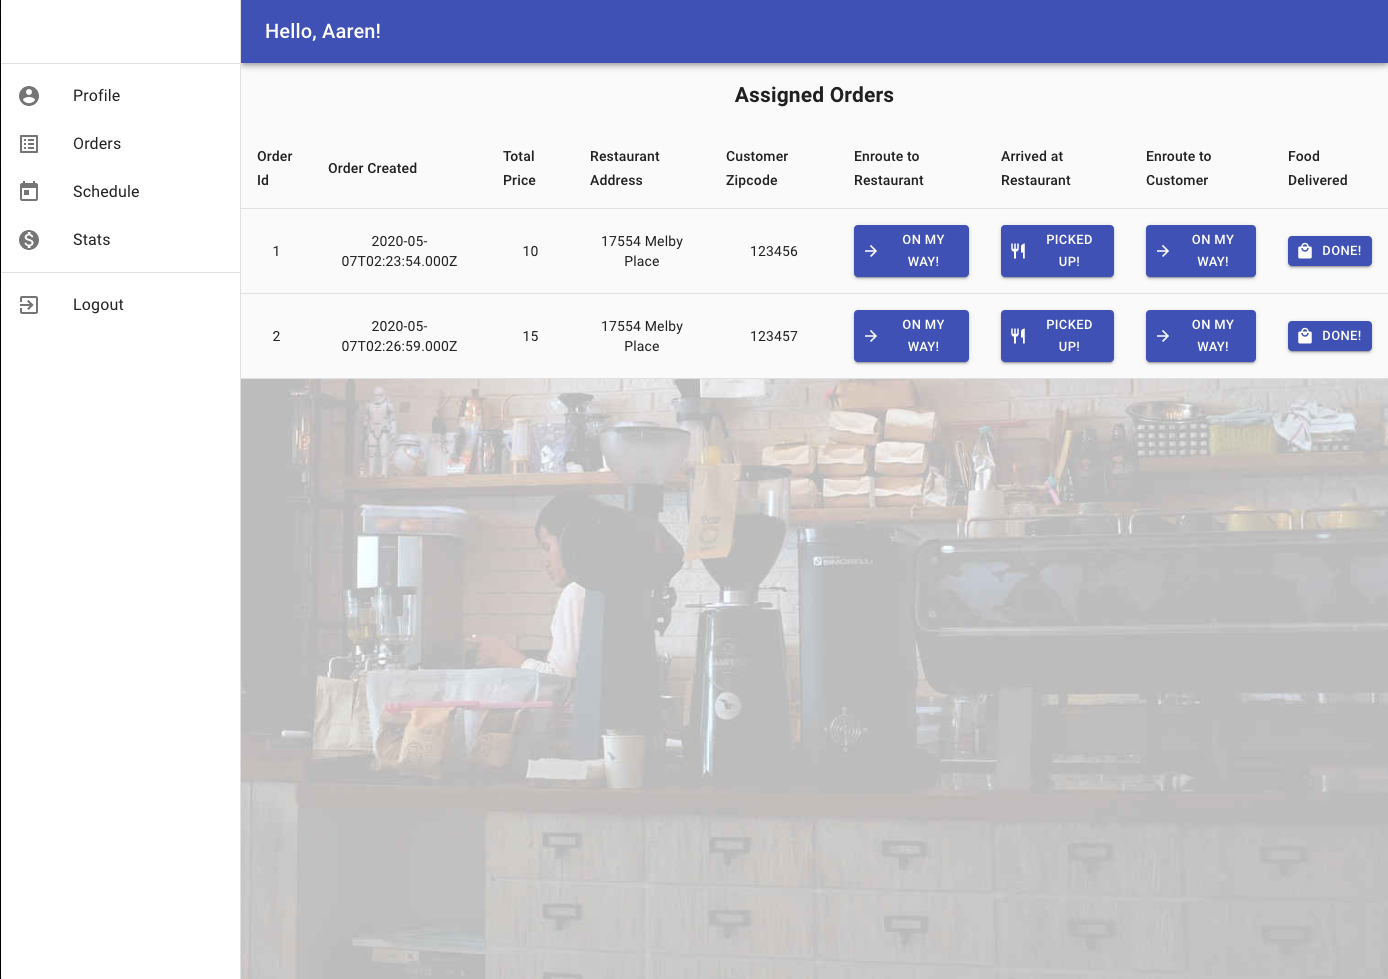 Hello, Aaren!
Profile
Orders
Schedule
Stats
Logout
Assigned Orders
Order
Id
Order Created
Total
Price
Restaurant
Address
Customer
Zipcode
Enroute to
Restaurant
Arrived at
Restaurant
Enroute to
Customer
Food
Delivered
1
2020-05-
07T02:23:54.000Z
10
17554 Melby
Place
123456
ON MY
WAY!
PICKED
UP!
ON MY
WAY!
DONE!
2
2020-05-
07T02:26:59.000Z
15
17554 Melby
Place
123457
ON MY
WAY!
PICKED
UP!
ON MY
WAY!
DONE!